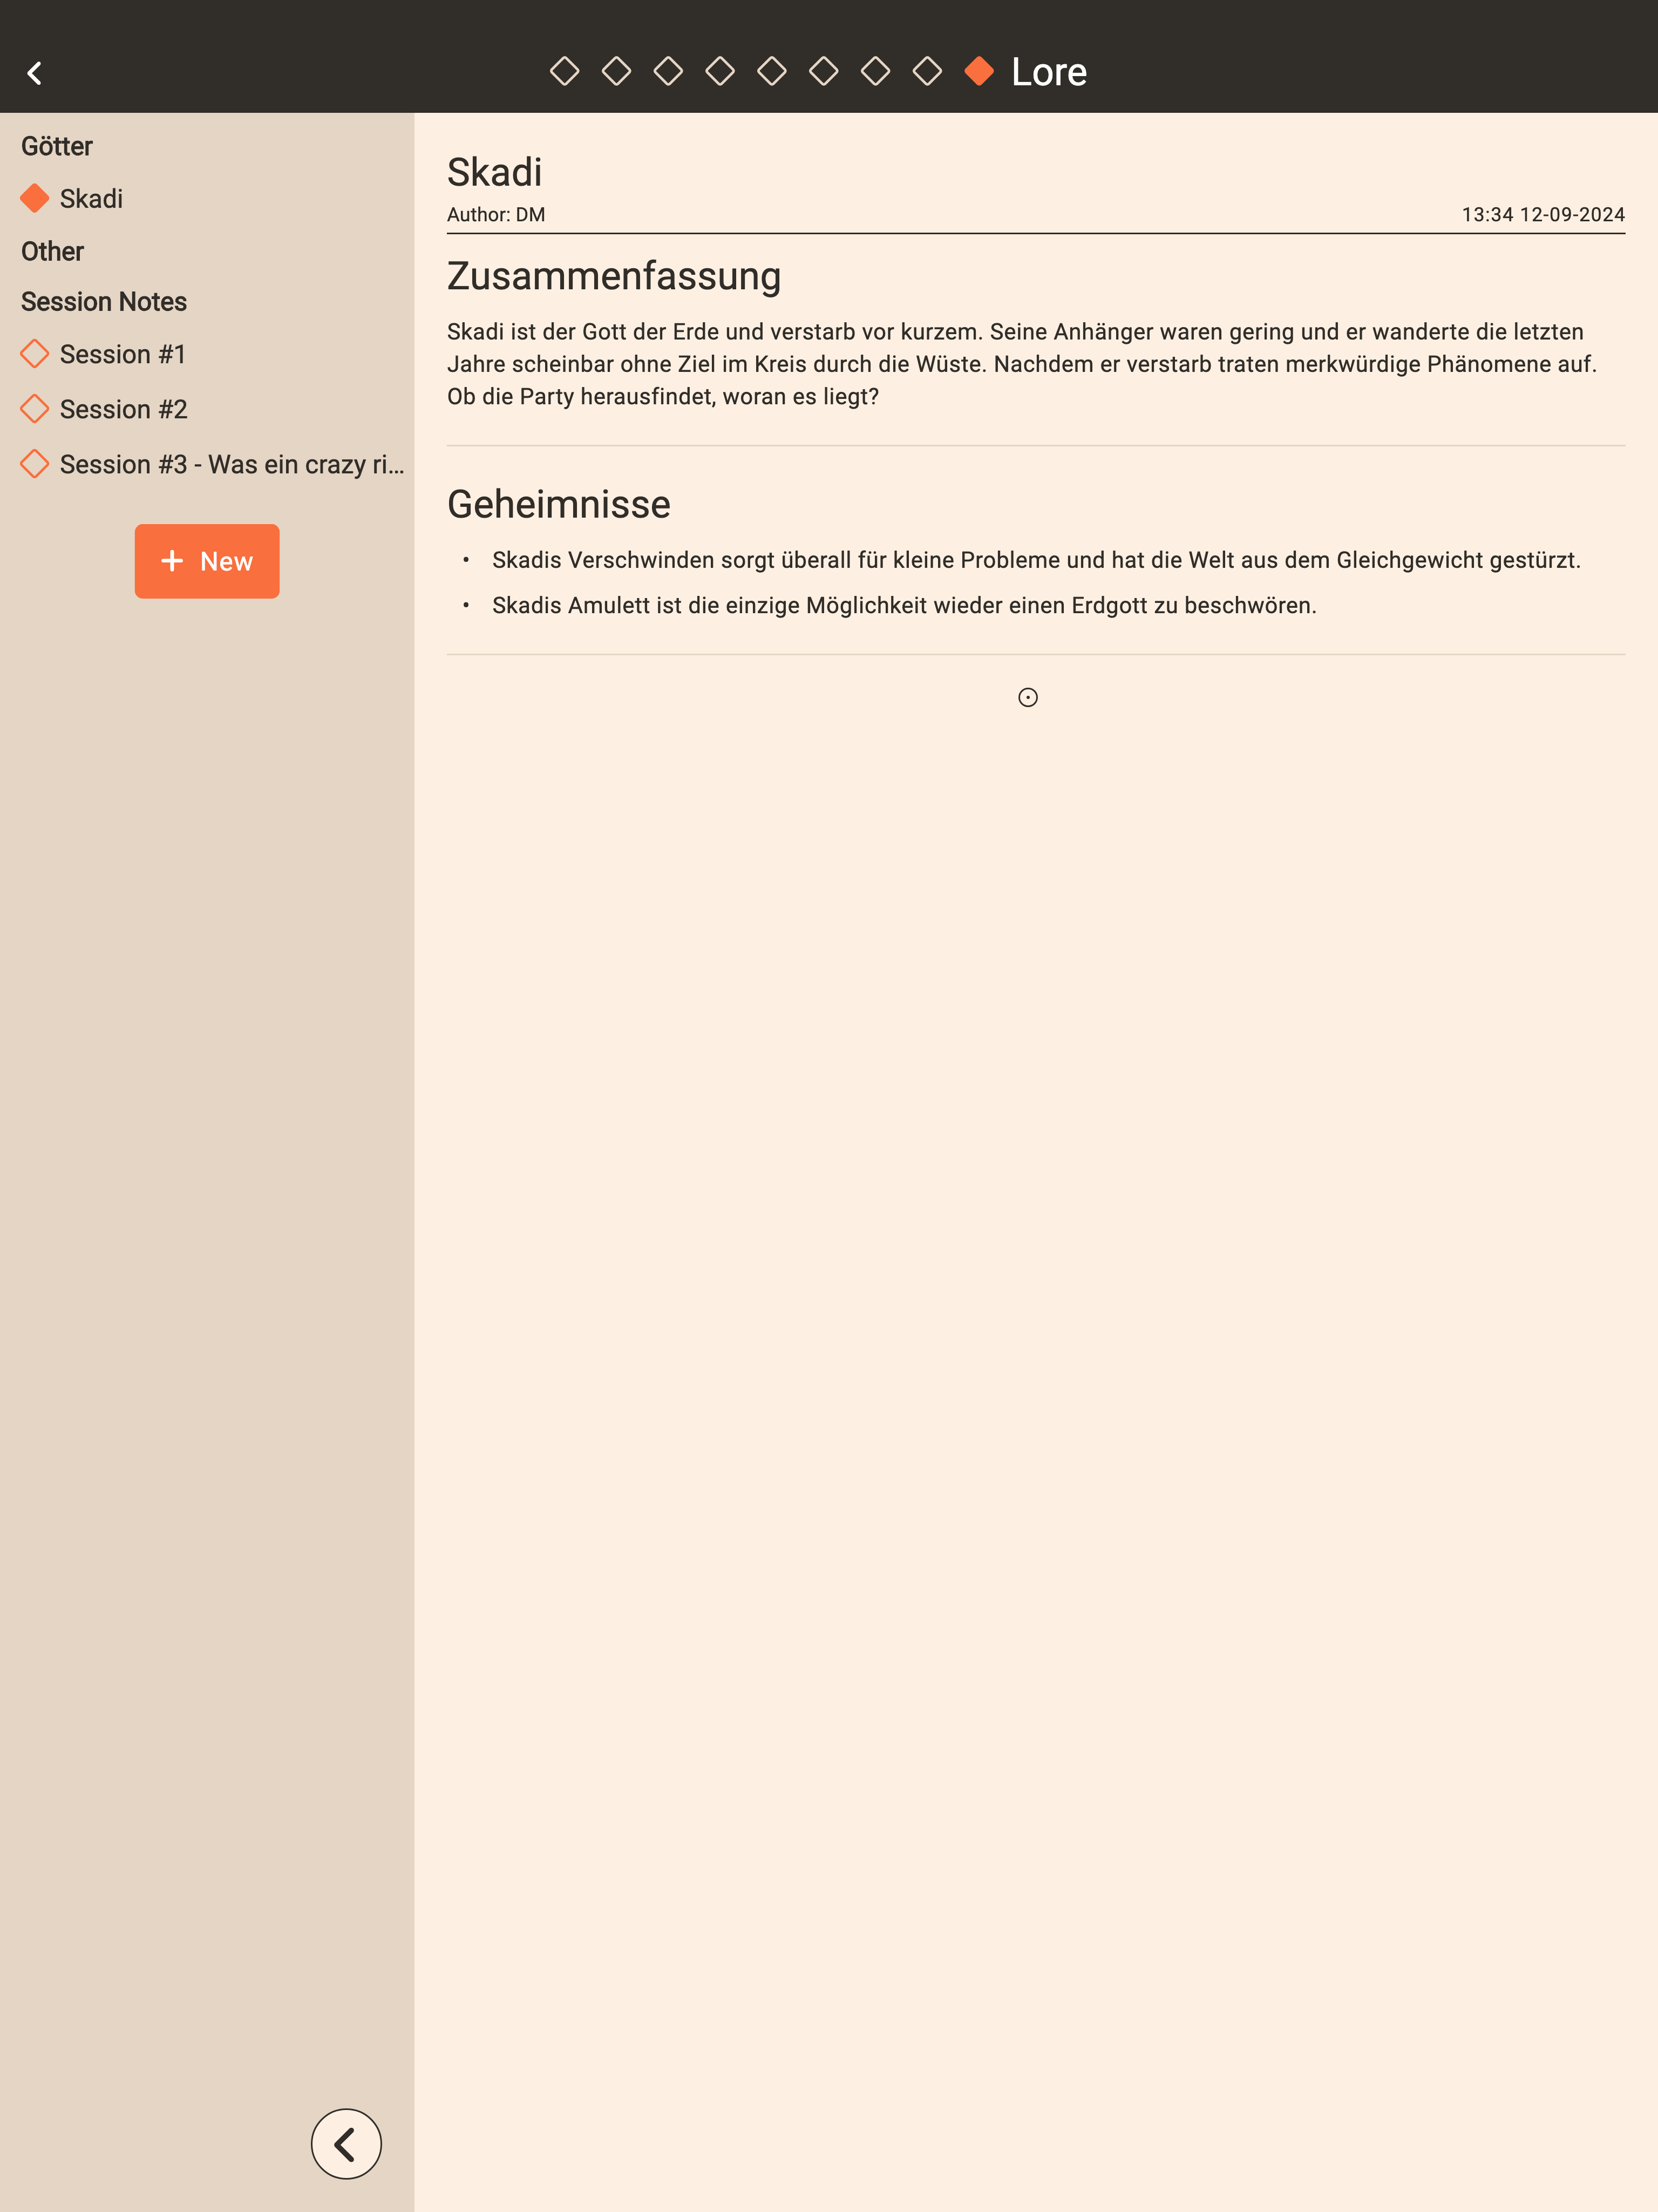 Lore
Götter
Skadi
Other
Session Notes
Session #1
Session #2
Session #3 - Was ein crazy ri...
+ New
Skadi
Author: DM
13:34 12-09-2024
Zusammenfassung
Skadi ist der Gott der Erde und verstarb vor kurzem. Seine Anhänger waren gering und er wanderte die letzten
Jahre scheinbar ohne Ziel im Kreis durch die Wüste. Nachdem er verstarb traten merkwürdige Phänomene auf.
Ob die Party herausfindet, woran es liegt?
Geheimnisse
• Skadis Verschwinden sorgt überall für kleine Probleme und hat die Welt aus dem Gleichgewicht gestürzt.
• Skadis Amulett ist die einzige Möglichkeit wieder einen Erdgott zu beschwören.